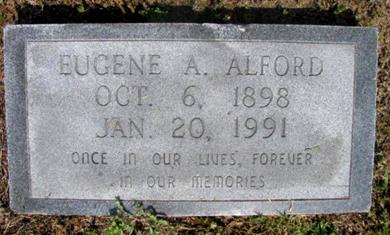 EUGENE A. ALFORD
OCT. 6, 1898
JAN. 20, 1991
ONCE IN OUR LIVES, FOREVER
IN OUR MEMORIES